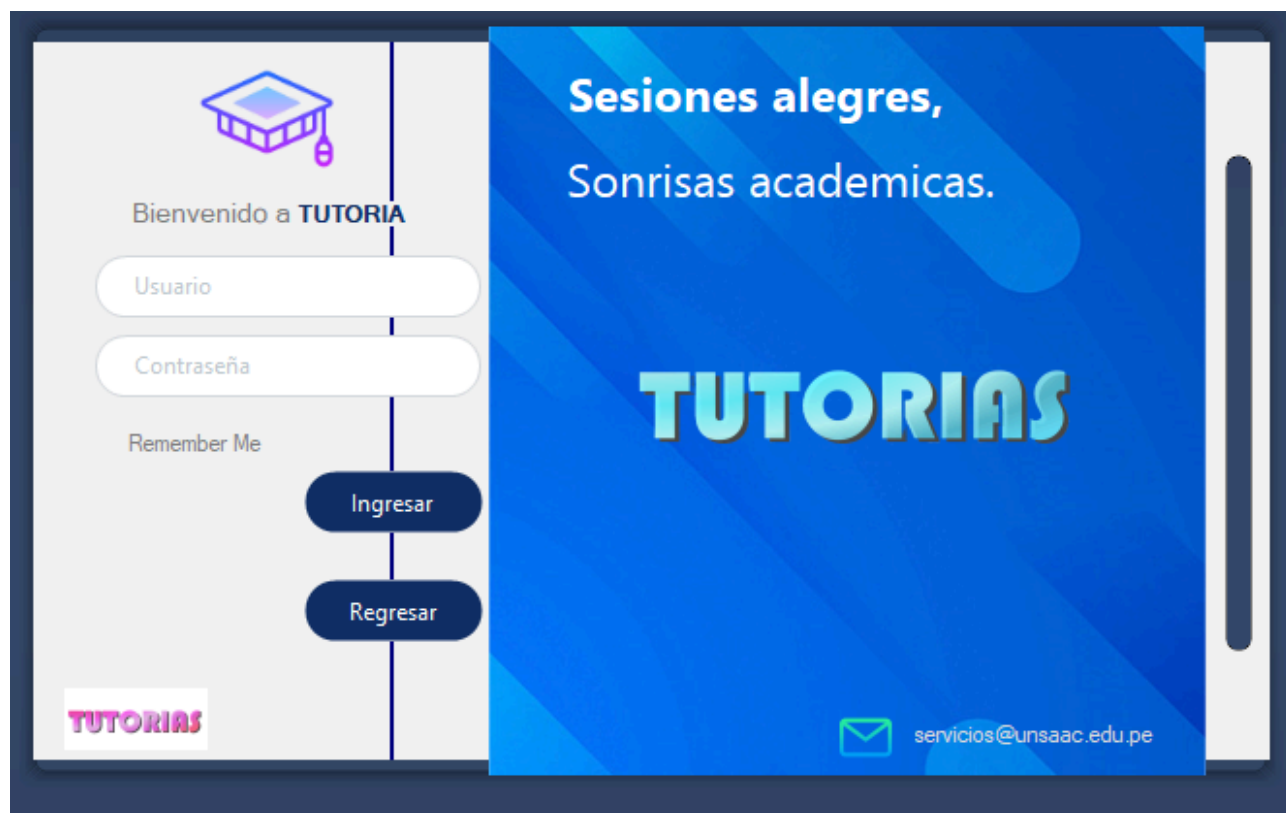 Bienvenido a TUTORIA
Usuario
Contraseña
Remember Me
Ingresar
Regresar
TUTORIAS
Sesiones alegres,
Sonrisas academicas.
TUTORIAS
servicios@unsaac.edu.pe